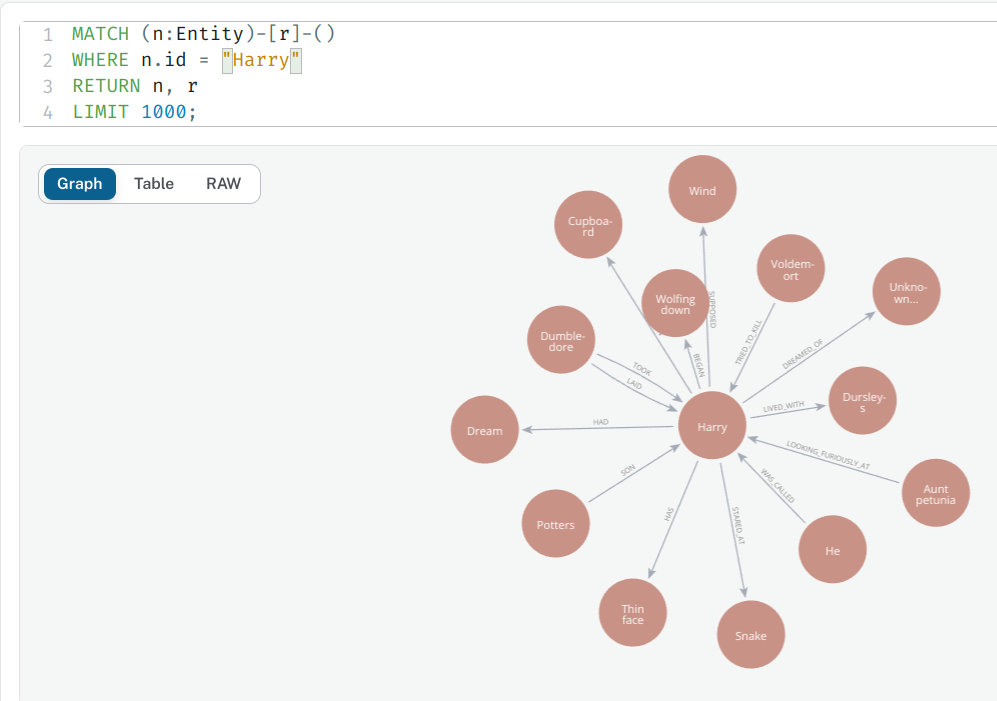 1 MATCH (n:Entity)-[r]-()
2 WHERE n.id = "Harry"
3 RETURN n, r
4 LIMIT 1000;
Graph Table RAW
Wind
Cupboa-
rd
Voldem-
ort
Unkno-
wn...
Wolfing
down
SUPPOSED
Dumble-
dore
TRIED_TO_KILL
DREAMED_OF
BEGAN
TOOK
LAID
Dursley-
s
LIVED_WITH
Dream
HAD
Harry
LOOKING_FURIOUSLY_AT
SON
WAS_CALLED
Aunt
petunia
Potters
HAS
STARED_AT
He
Thin
face
Snake